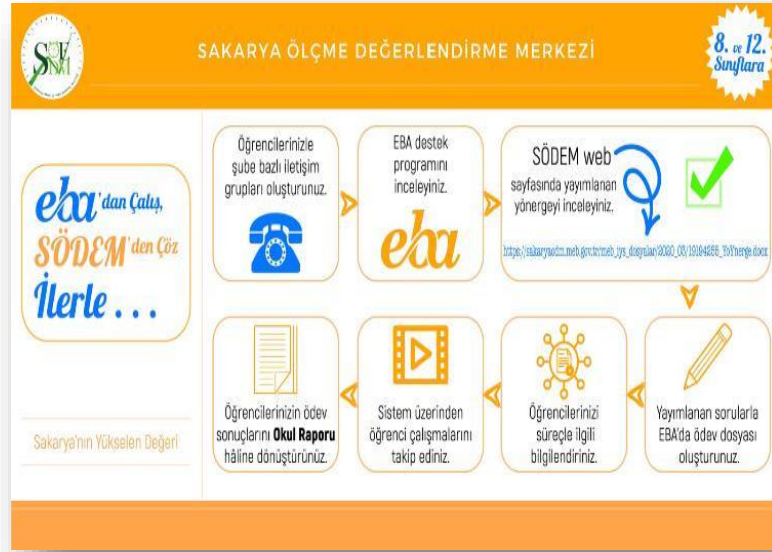 SAKARYA ÖLÇME DEĞERLENDİRME MERKEZİ
8. ve 12.
Sınıflara
eba'dan Çalış,
SÖDEM'den Çöz
İlerle . . .
Sakarya'nın Yükselen Değeri
Öğrencilerinizle
şube bazlı iletişim
grupları oluşturunuz.
EBA destek
programını
inceleyiniz.
eba
SÖDEM web
sayfasında yayımlanan
yönergeyi inceleyiniz.
Yayımlanan sorularla
EBA'da ödev dosyası
oluşturunuz.
Öğrencilerinizi
süreçle ilgili
bilgilendiriniz.
Sistem üzerinden
öğrenci çalışmalarını
takip ediniz.
Öğrencilerinizin ödev
sonuçlarını Okul Raporu
hâline dönüştürünüz.